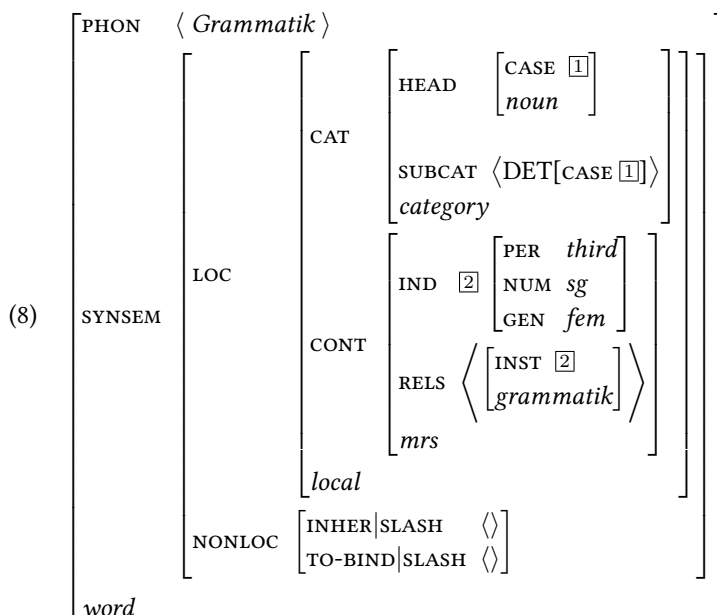 PHON ⟨ Grammatik ⟩
CASE 1
HEAD
noun
CAT
SUBCAT ⟨DET[CASE 1]⟩
category
PER third
LOC
IND 2 NUM sg
(8) SYNSEM
GEN fem
CONT
INST 2
RELS ⟨ ⟩
grammatik
mrs
local
INHER|SLASH ⟨⟩
NONLOC
TO-BIND|SLASH ⟨⟩
word